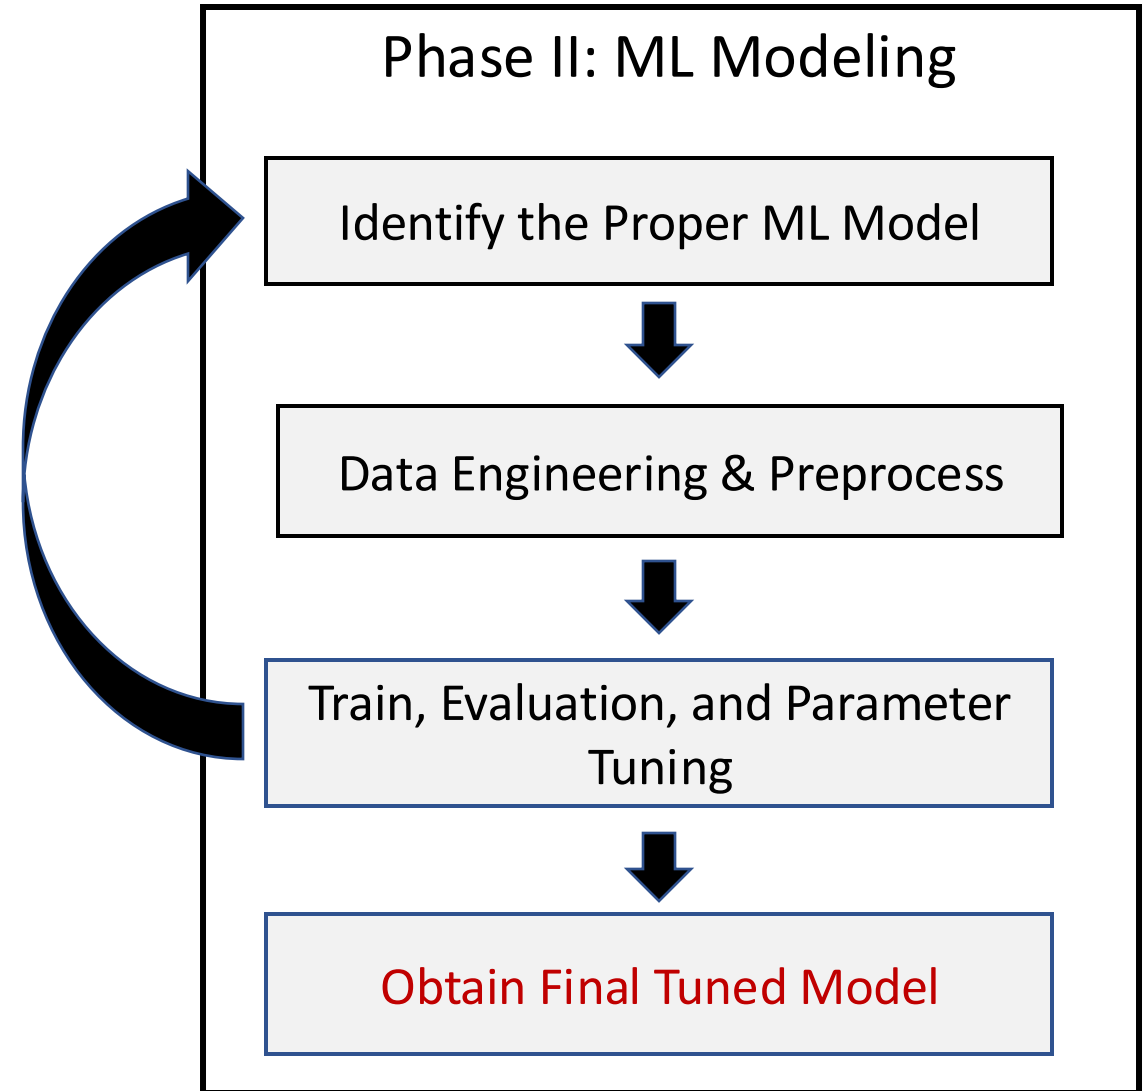 Phase II: ML Modeling
Identify the Proper ML Model
Data Engineering & Preprocess
Train, Evaluation, and Parameter
Tuning
Obtain Final Tuned Model